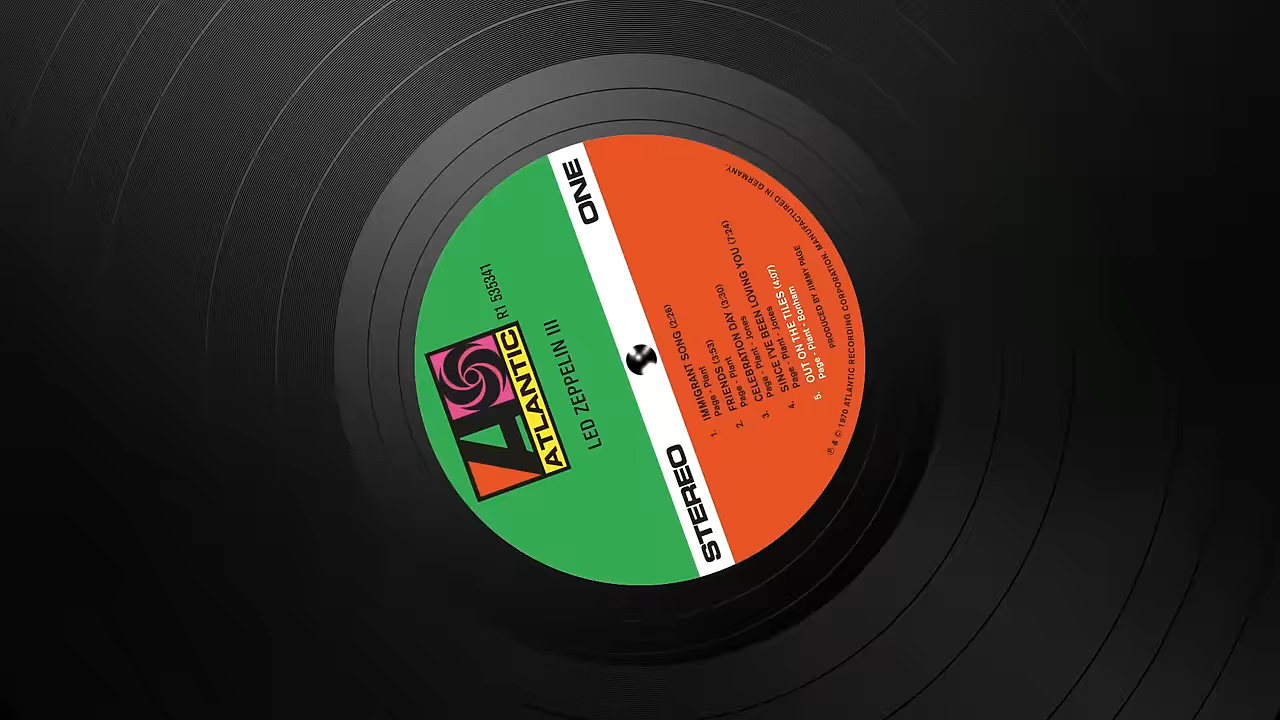 ATLANTIC
R1 535341
LED ZEPPELIN III
STEREO
ONE
1. IMMIGRANT SONG (2:26)
Page - Plant
2. FRIENDS (3:53)
Page - Plant
3. CELEBRATION DAY (3:30)
Page - Plant - Jones
4. SINCE I'VE BEEN LOVING YOU (7:24)
Page - Plant - Jones
5. OUT ON THE TILES (4:07)
Page - Plant - Bonham
PRODUCED BY JIMMY PAGE
℗ & © 1970 ATLANTIC RECORDING CORPORATION. MANUFACTURED IN GERMANY.